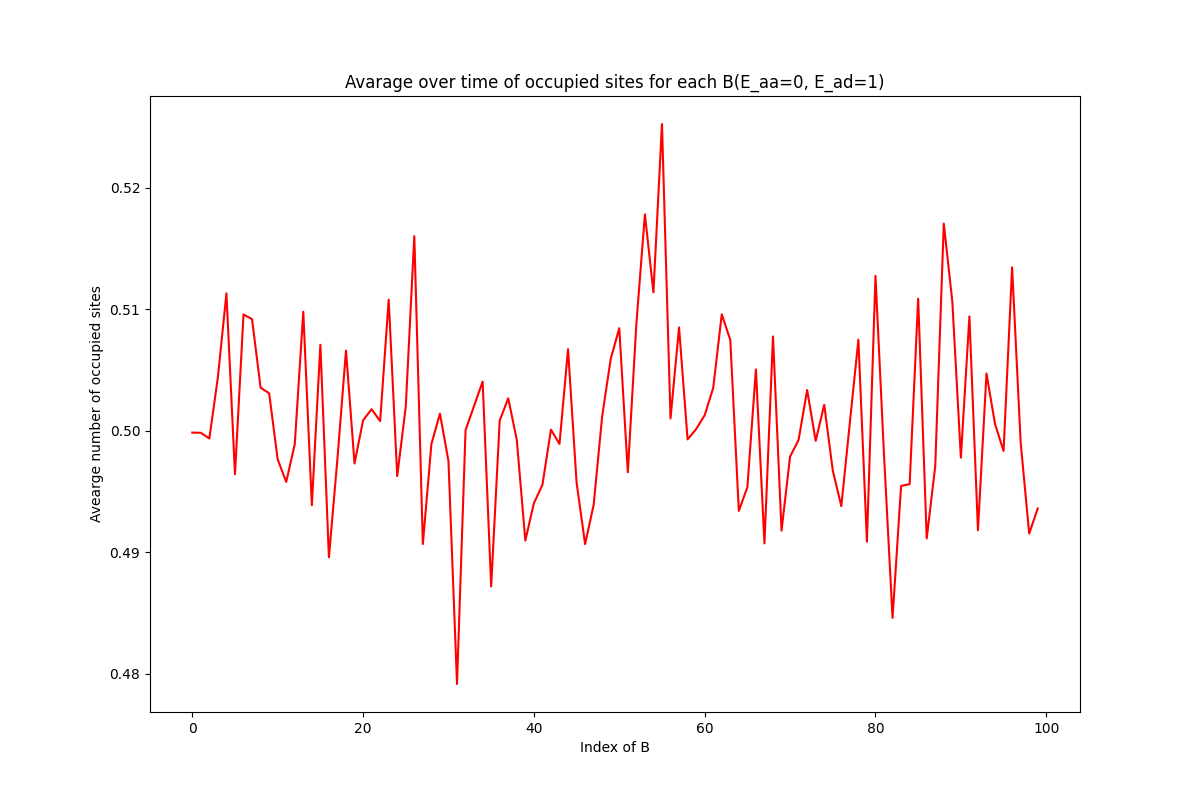 Avarage over time of occupied sites for each B(E_aa=0, E_ad=1)
0.52
0.51
0.50
0.49
0.48
Avearge number of occupied sites
0 20 40 60 80 100
Index of B